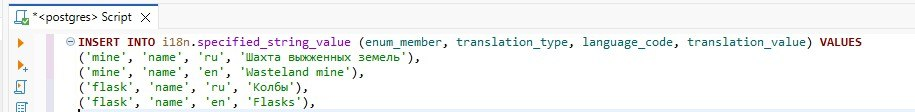 *<postgres> Script
INSERT INTO i18n.specified_string_value (enum_member, translation_type, language_code, translation_value) VALUES
('mine', 'name', 'ru', 'Шахта выжженных земель'),
('mine', 'name', 'en', 'Wasteland mine'),
('flask', 'name', 'ru', 'Колбы'),
('flask', 'name', 'en', 'Flasks'),